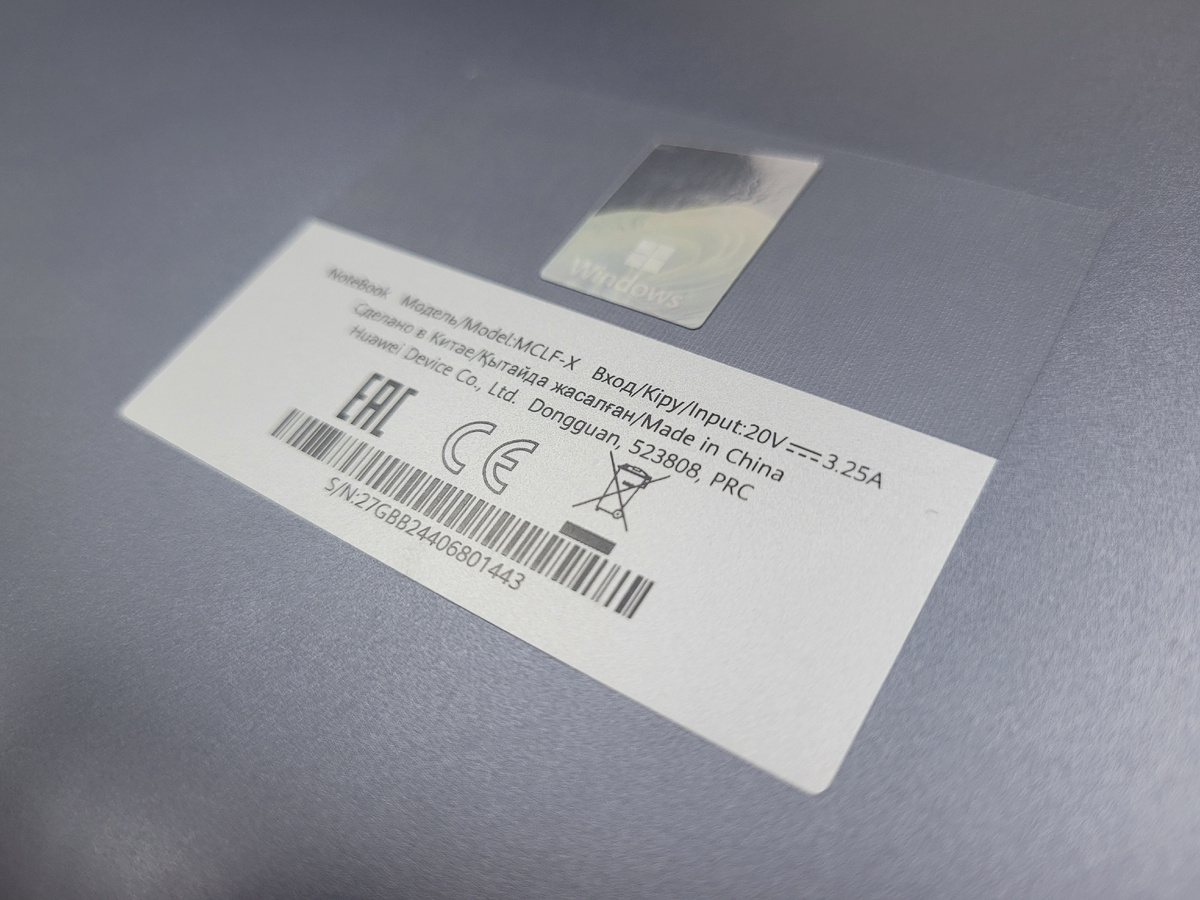 Windows
NoteBook Модель/Model:MCLF-X Вход/Кіру/Input:20V⎓3.25A
Сделано в Китае/Қытайда жасалған/Made in China
Huawei Device Co., Ltd. Dongguan, 523808, PRC
EAC
CE
S/N:27GBB24406801443